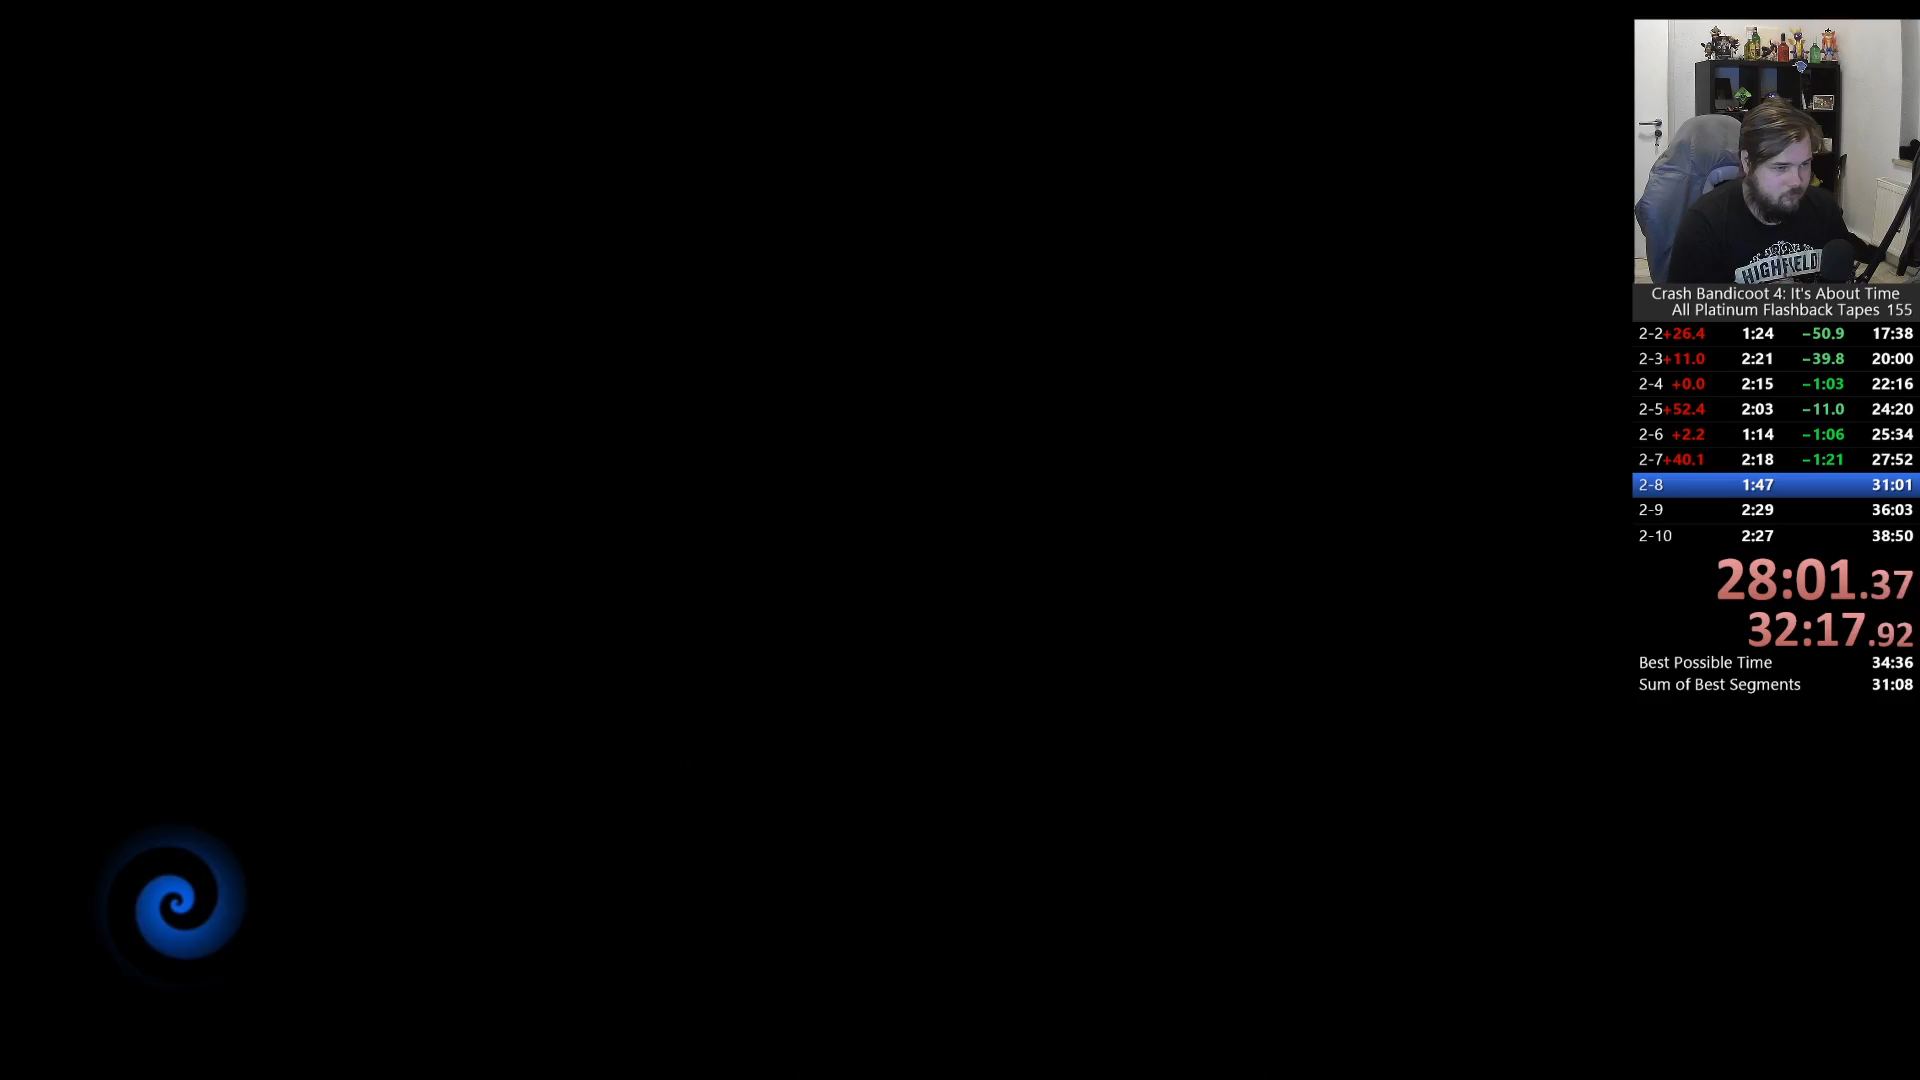 HIGHFIELD
Crash Bandicoot 4: It's About Time
All Platinum Flashback Tapes 155
2-2 +26.4 1:24 −50.9 17:38
2-3 +11.0 2:21 −39.8 20:00
2-4 +0.0 2:15 −1:03 22:16
2-5 +52.4 2:03 −11.0 24:20
2-6 +2.2 1:14 −1:06 25:34
2-7 +40.1 2:18 −1:21 27:52
2-8 1:47 31:01
2-9 2:29 36:03
2-10 2:27 38:50
28:01.37
32:17.92
Best Possible Time 34:36
Sum of Best Segments 31:08